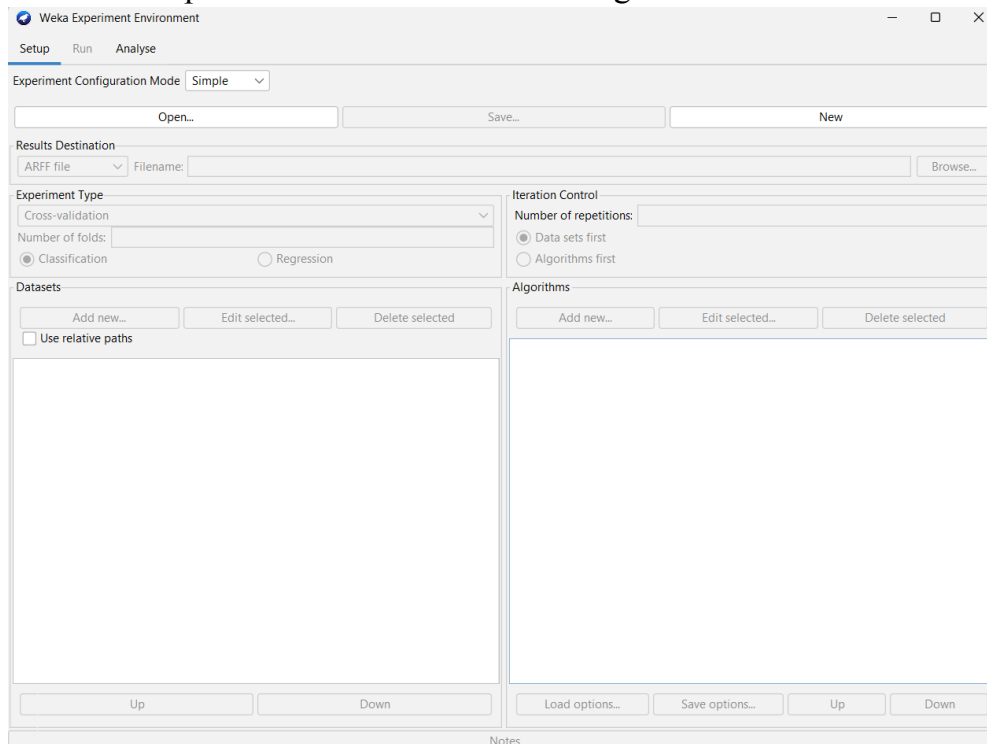 Weka Experiment Environment
Setup Run Analyse
Experiment Configuration Mode Simple
Open... Save... New
Results Destination
ARFF file Filename: Browse...
Experiment Type Iteration Control
Cross-validation Number of repetitions:
Number of folds: Data sets first
Classification Regression Algorithms first
Datasets Algorithms
Add new... Edit selected... Delete selected Add new... Edit selected... Delete selected
Use relative paths
Up Down Load options... Save options... Up Down
Notes